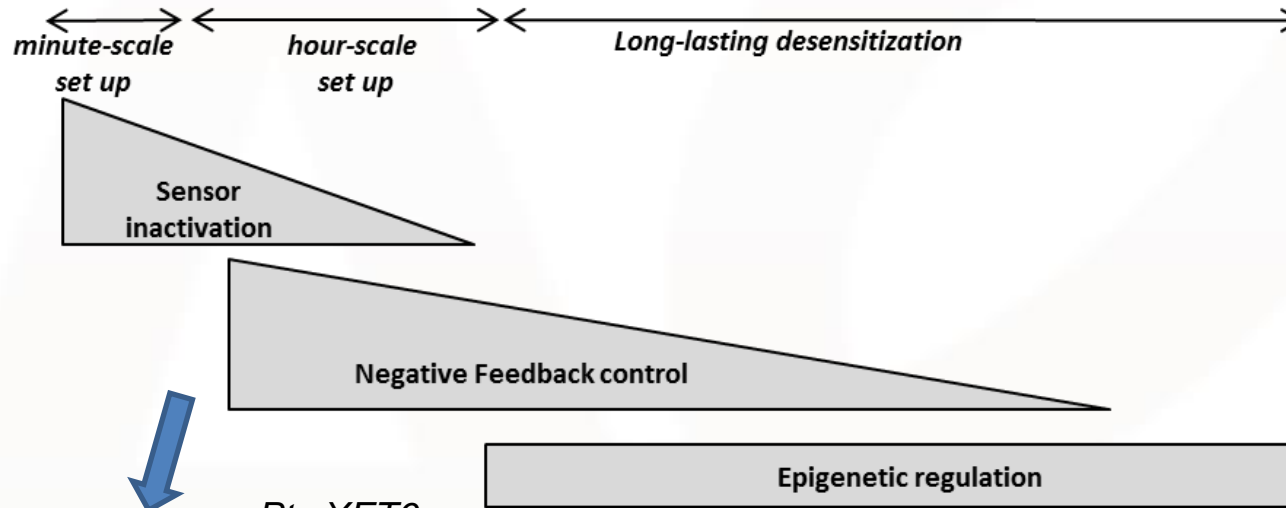 minute-scale
set up
hour-scale
set up
Long-lasting desensitization
Sensor
inactivation
Negative Feedback control
Epigenetic regulation